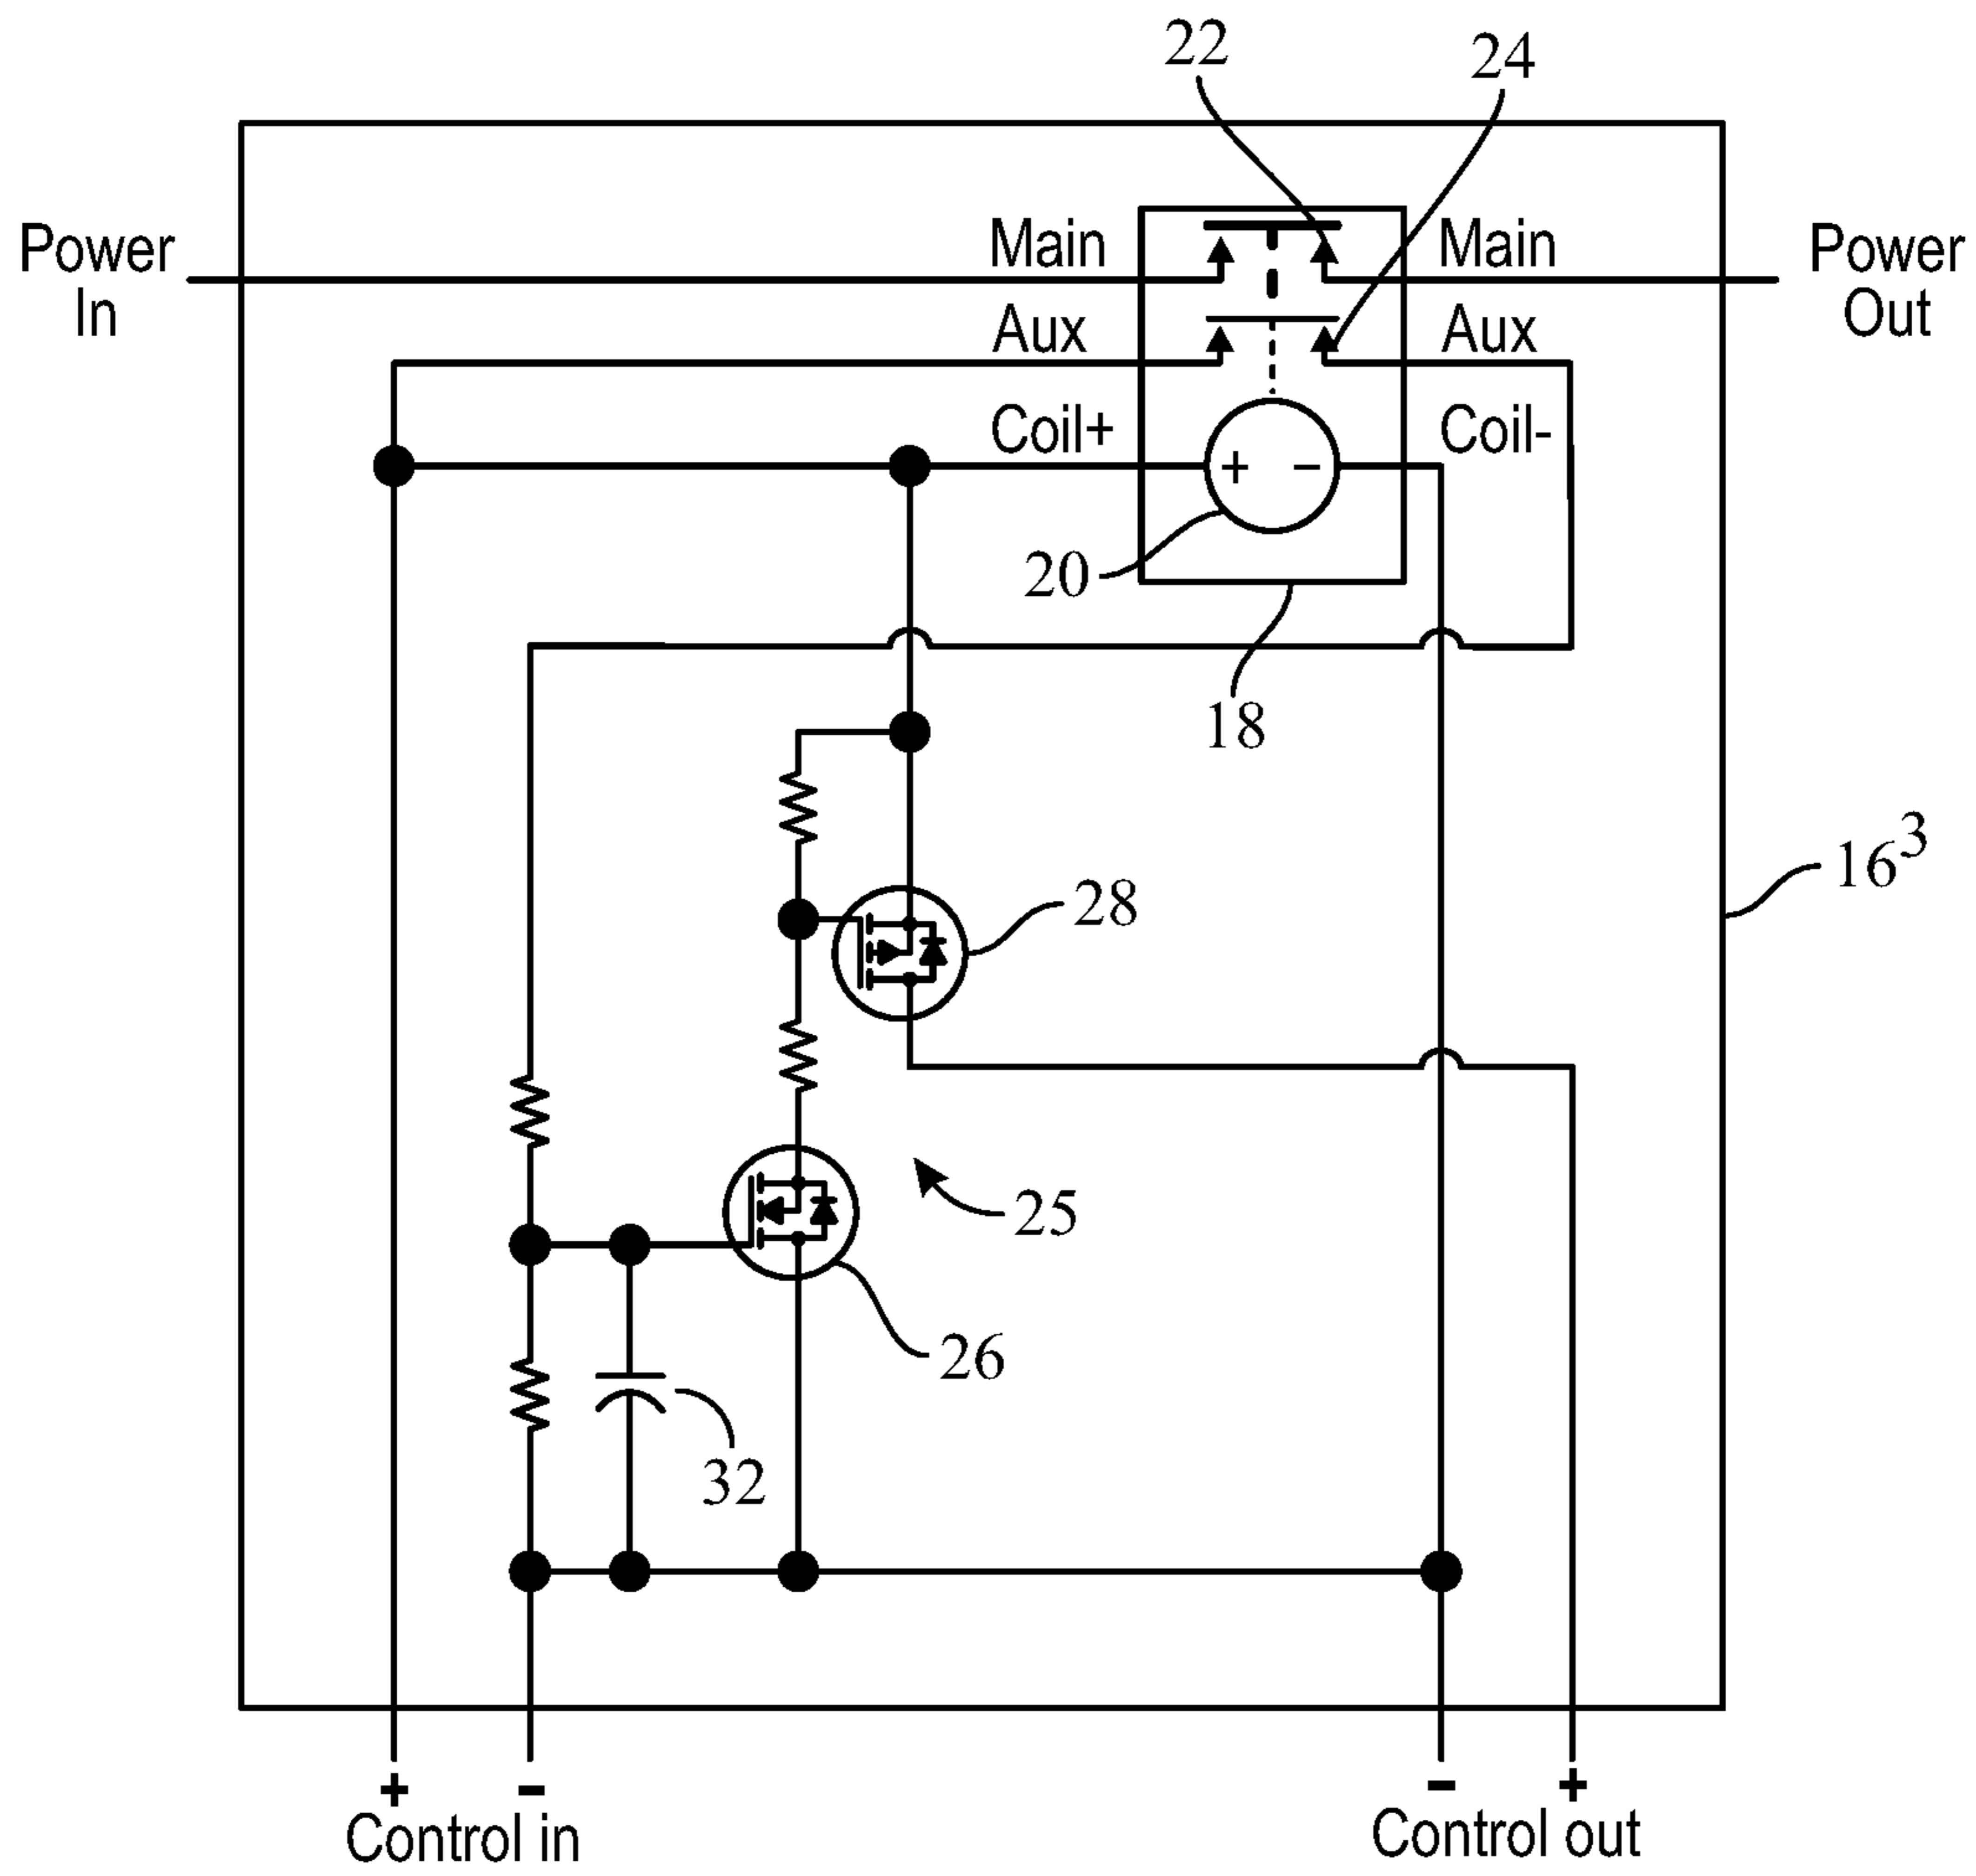 22
24
Power
In
Main
Main
Power
Out
Aux
Aux
Coil+
Coil-
+ −
20
18
16³
28
25
26
32
+ -
Control in
- +
Control out